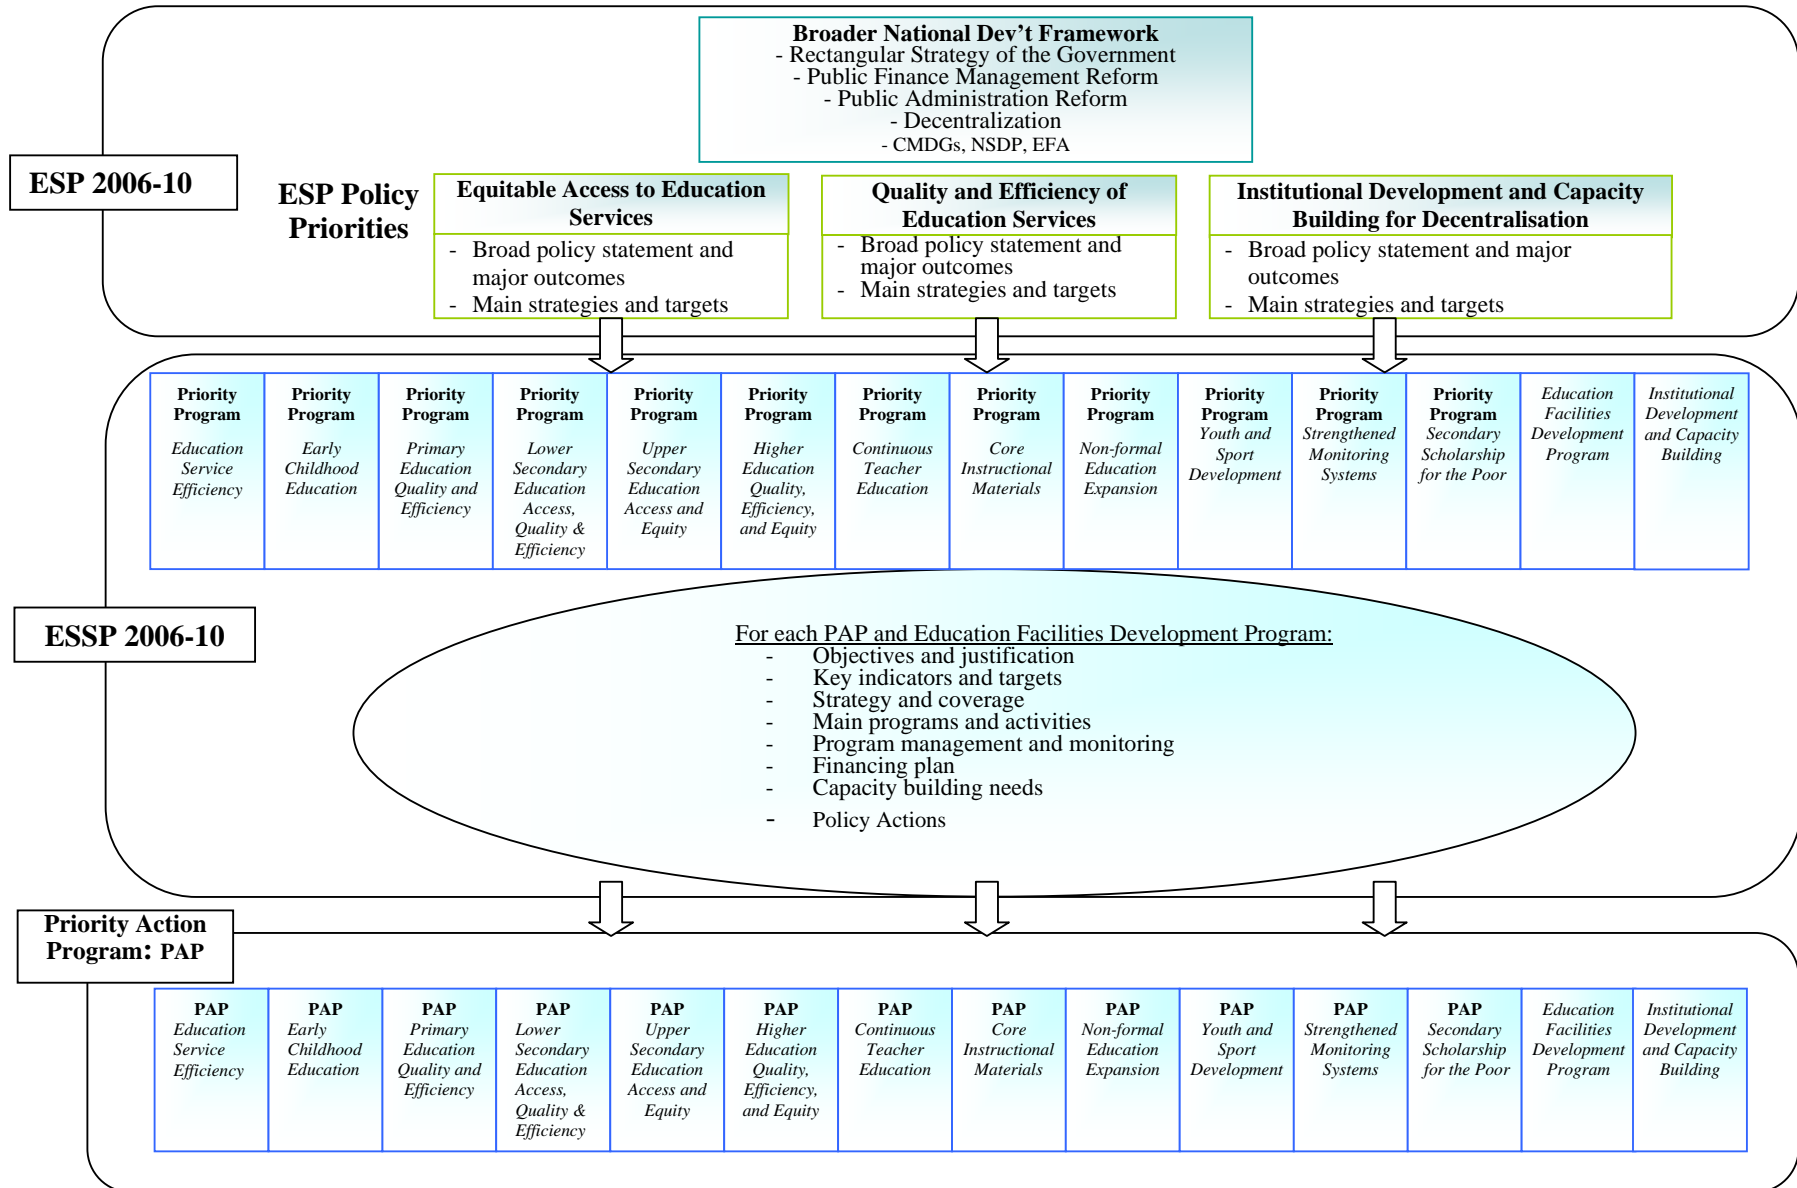 Broader National Dev’t Framework
- Rectangular Strategy of the Government
- Public Finance Management Reform
- Public Administration Reform
- Decentralization
- CMDGs, NSDP, EFA
ESP 2006-10
ESP Policy
Priorities
Equitable Access to Education
Services
- Broad policy statement and
major outcomes
- Main strategies and targets
Quality and Efficiency of
Education Services
- Broad policy statement and
major outcomes
- Main strategies and targets
Institutional Development and Capacity
Building for Decentralisation
- Broad policy statement and major
outcomes
- Main strategies and targets
Priority
Program
Education
Service
Efficiency
Priority
Program
Early
Childhood
Education
Priority
Program
Primary
Education
Quality and
Efficiency
Priority
Program
Lower
Secondary
Education
Access,
Quality &
Efficiency
Priority
Program
Upper
Secondary
Education
Access and
Equity
Priority
Program
Higher
Education
Quality,
Efficiency,
and Equity
Priority
Program
Continuous
Teacher
Education
Priority
Program
Core
Instructional
Materials
Priority
Program
Non-formal
Education
Expansion
Priority
Program
Youth and
Sport
Development
Priority
Program
Strengthened
Monitoring
Systems
Priority
Program
Secondary
Scholarship
for the Poor
Education
Facilities
Development
Program
Institutional
Development
and Capacity
Building
ESSP 2006-10
For each PAP and Education Facilities Development Program:
- Objectives and justification
- Key indicators and targets
- Strategy and coverage
- Main programs and activities
- Program management and monitoring
- Financing plan
- Capacity building needs
- Policy Actions
Priority Action
Program: PAP
PAP
Education
Service
Efficiency
PAP
Early
Childhood
Education
PAP
Primary
Education
Quality and
Efficiency
PAP
Lower
Secondary
Education
Access,
Quality &
Efficiency
PAP
Upper
Secondary
Education
Access and
Equity
PAP
Higher
Education
Quality,
Efficiency,
and Equity
PAP
Continuous
Teacher
Education
PAP
Core
Instructional
Materials
PAP
Non-formal
Education
Expansion
PAP
Youth and
Sport
Development
PAP
Strengthened
Monitoring
Systems
PAP
Secondary
Scholarship
for the Poor
Education
Facilities
Development
Program
Institutional
Development
and Capacity
Building